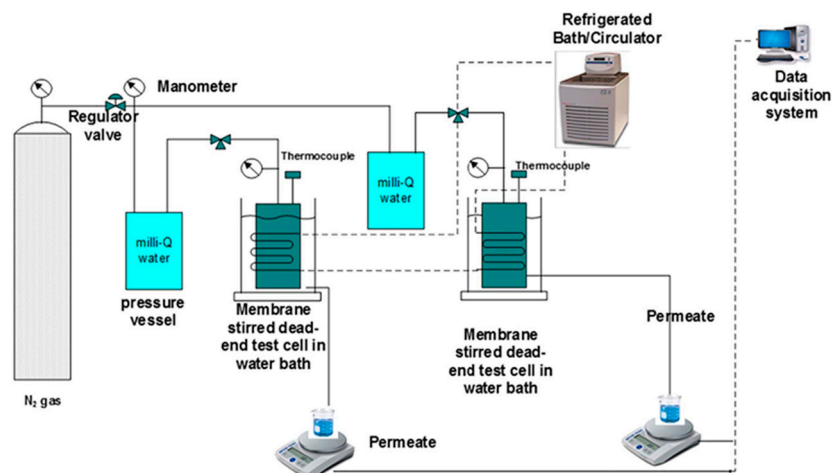 Refrigerated
Bath/Circulator
Data
acquisition
system
Manometer
Regulator
valve
Thermocouple
Thermocouple
milli-Q
water
milli-Q
water
pressure
vessel
Membrane
stirred dead-
end test cell in
water bath
Membrane
stirred dead-
end test cell in
water bath
Permeate
N₂ gas
Permeate